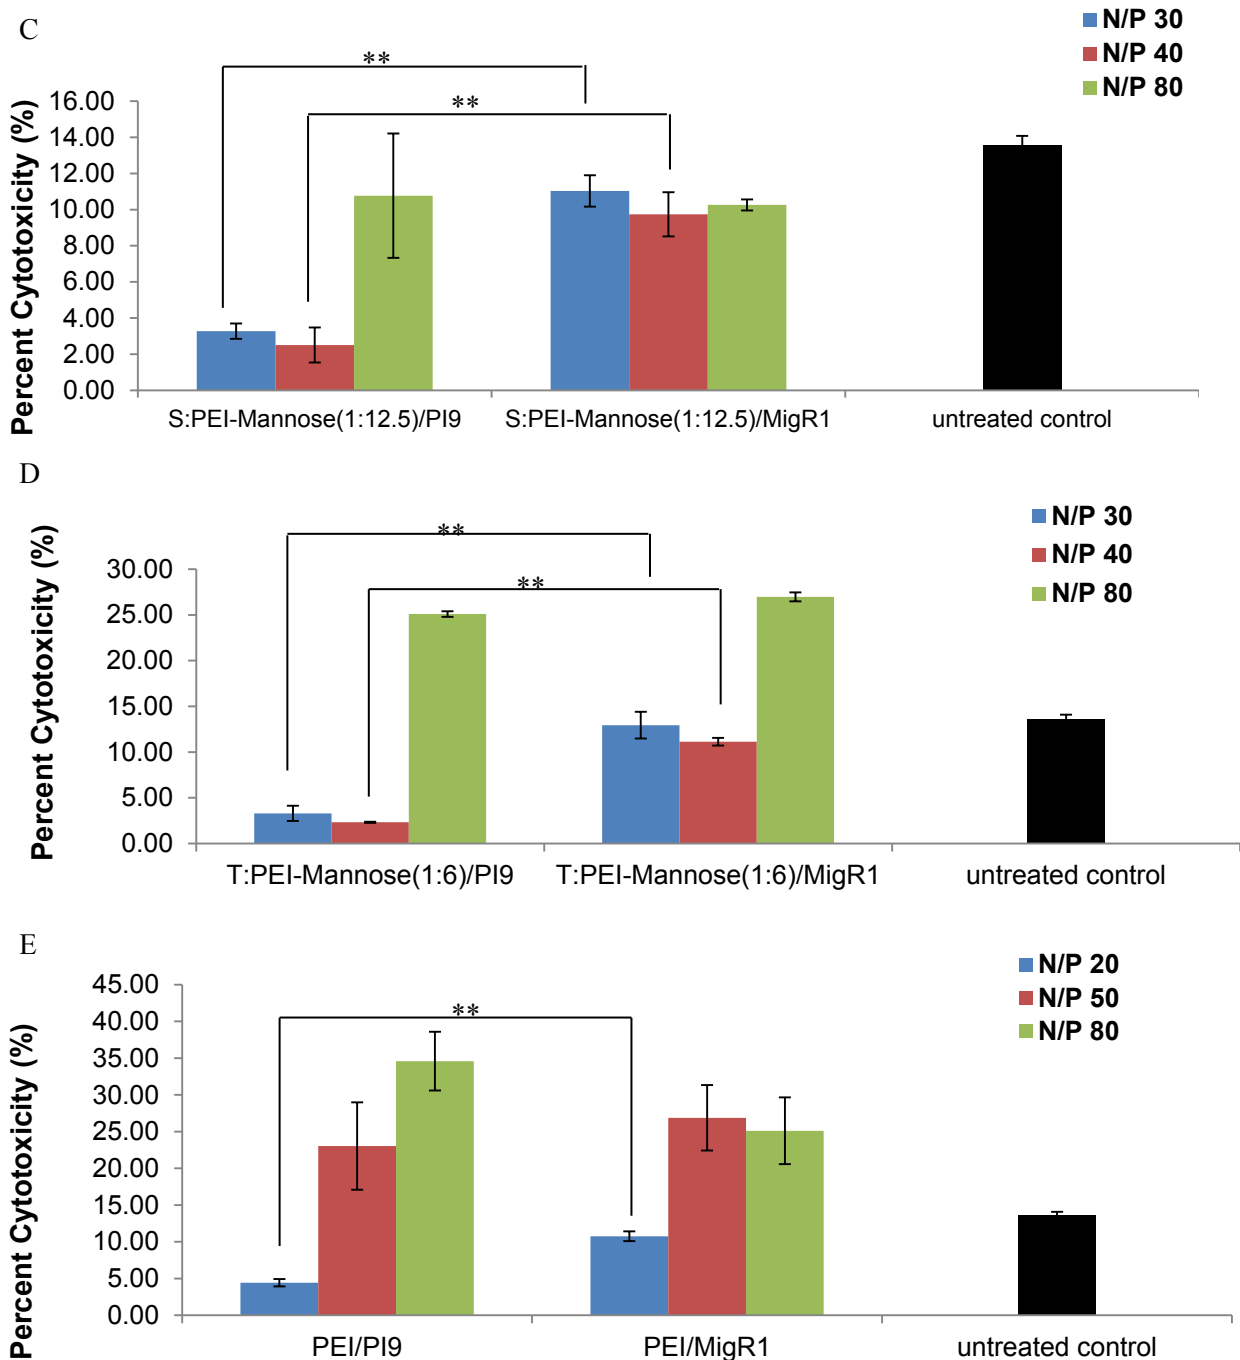 C
N/P 30
N/P 40
N/P 80
**
**
Percent Cytotoxicity (%)
16.00
14.00
12.00
10.00
8.00
6.00
4.00
2.00
0.00
S:PEI-Mannose(1:12.5)/PI9 S:PEI-Mannose(1:12.5)/MigR1 untreated control
D
N/P 30
N/P 40
N/P 80
**
**
Percent Cytotoxicity (%)
30.00
25.00
20.00
15.00
10.00
5.00
0.00
T:PEI-Mannose(1:6)/PI9 T:PEI-Mannose(1:6)/MigR1 untreated control
E
N/P 20
N/P 50
N/P 80
**
Percent Cytotoxicity (%)
45.00
40.00
35.00
30.00
25.00
20.00
15.00
10.00
5.00
0.00
PEI/PI9 PEI/MigR1 untreated control